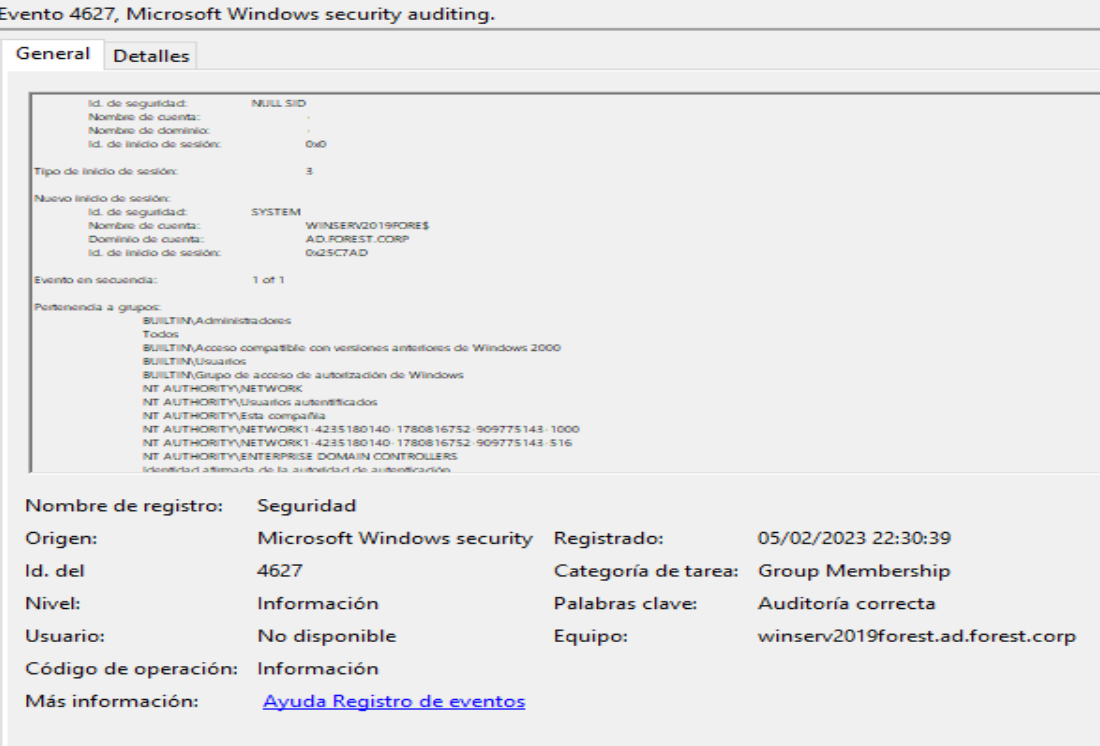 Evento 4627, Microsoft Windows security auditing.
General Detalles
Id. de seguridad: NULL SID
Nombre de cuenta: -
Nombre de dominio: -
Id. de inicio de sesión: 0x0
Tipo de inicio de sesión: 3
Nuevo inicio de sesión:
Id. de seguridad: SYSTEM
Nombre de cuenta: WINSERV2019FORE$
Dominio de cuenta: AD.FOREST.CORP
Id. de inicio de sesión: 0x25C7AD
Evento en secuencia: 1 of 1
Pertenencia a grupos:
BUILTIN\Administradores
Todos
BUILTIN\Acceso compatible con versiones anteriores de Windows 2000
BUILTIN\Usuarios
BUILTIN\Grupo de acceso de autorización de Windows
NT AUTHORITY\NETWORK
NT AUTHORITY\Usuarios autentificados
NT AUTHORITY\Esta compañía
NT AUTHORITY\NETWORK1-4235180140-1780816752-909775143-1000
NT AUTHORITY\NETWORK1-4235180140-1780816752-909775143-516
NT AUTHORITY\ENTERPRISE DOMAIN CONTROLLERS
Identidad afirmada de la autoridad de autenticación
Nombre de registro: Seguridad
Origen: Microsoft Windows security Registrado: 05/02/2023 22:30:39
Id. del 4627 Categoría de tarea: Group Membership
Nivel: Información Palabras clave: Auditoría correcta
Usuario: No disponible Equipo: winserv2019forest.ad.forest.corp
Código de operación: Información
Más información: Ayuda Registro de eventos